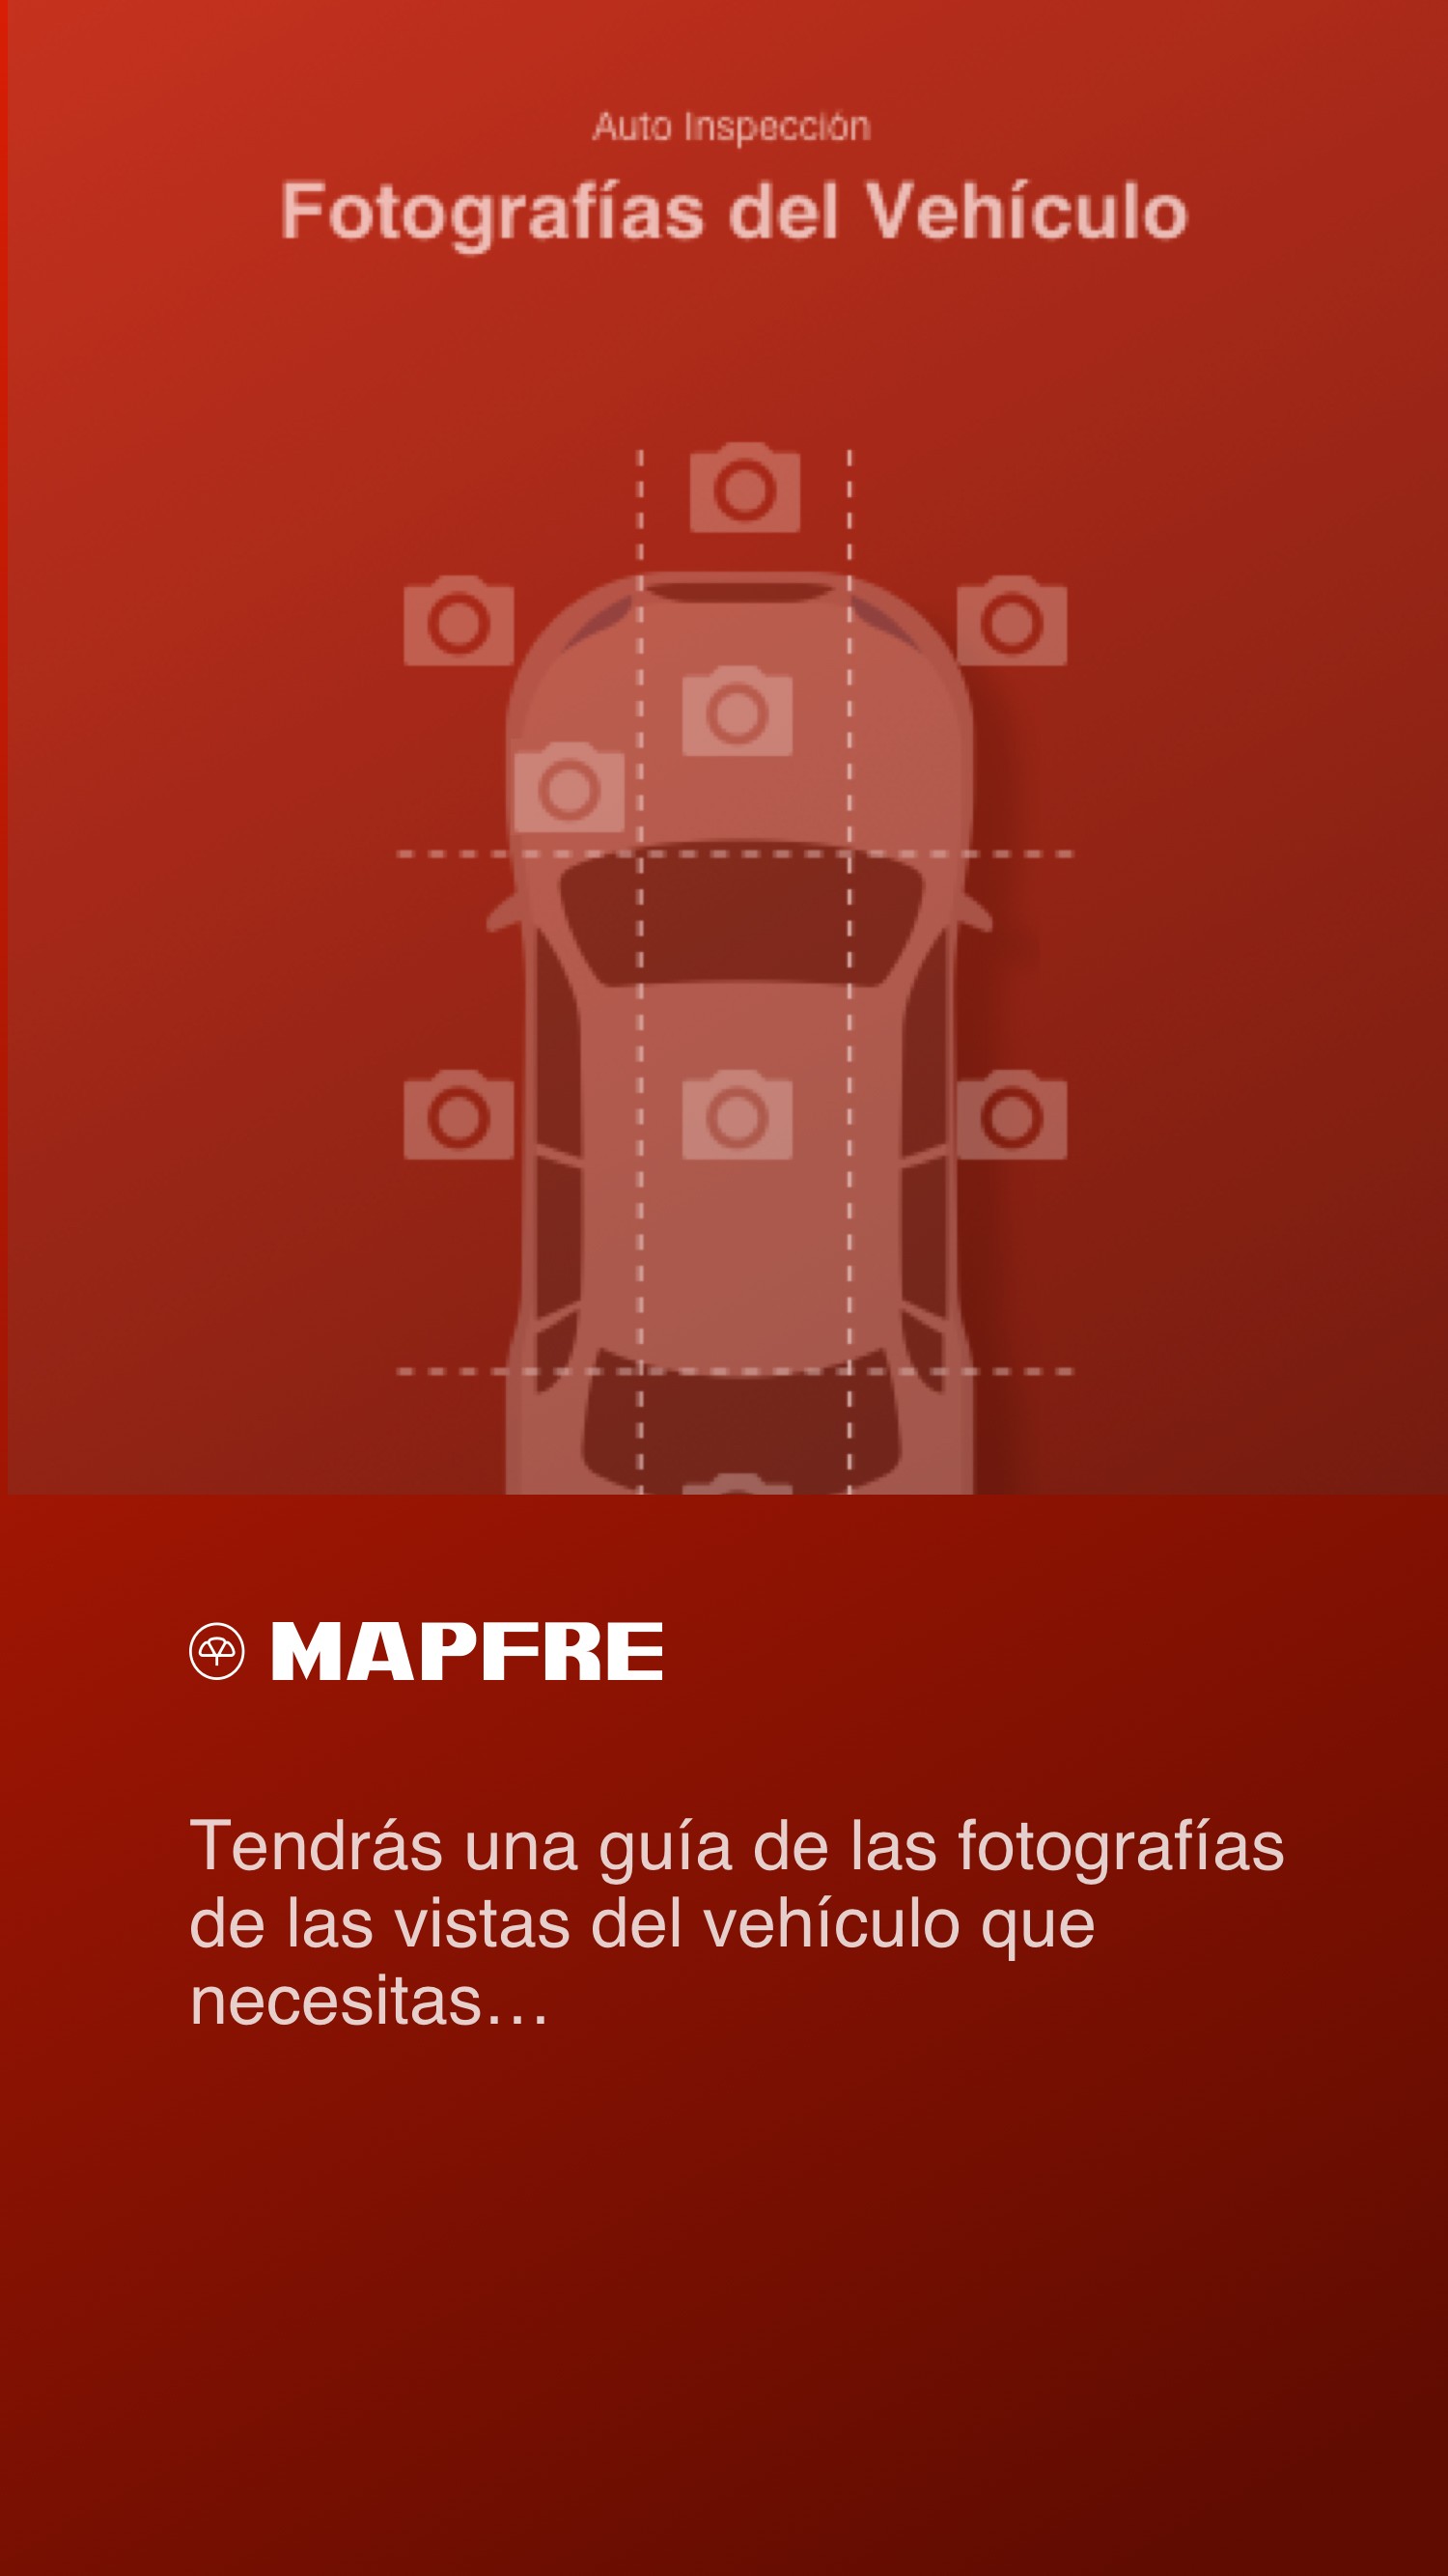 Auto Inspección
Fotografías del Vehículo
MAPFRE
Tendrás una guía de las fotografías
de las vistas del vehículo que
necesitas...